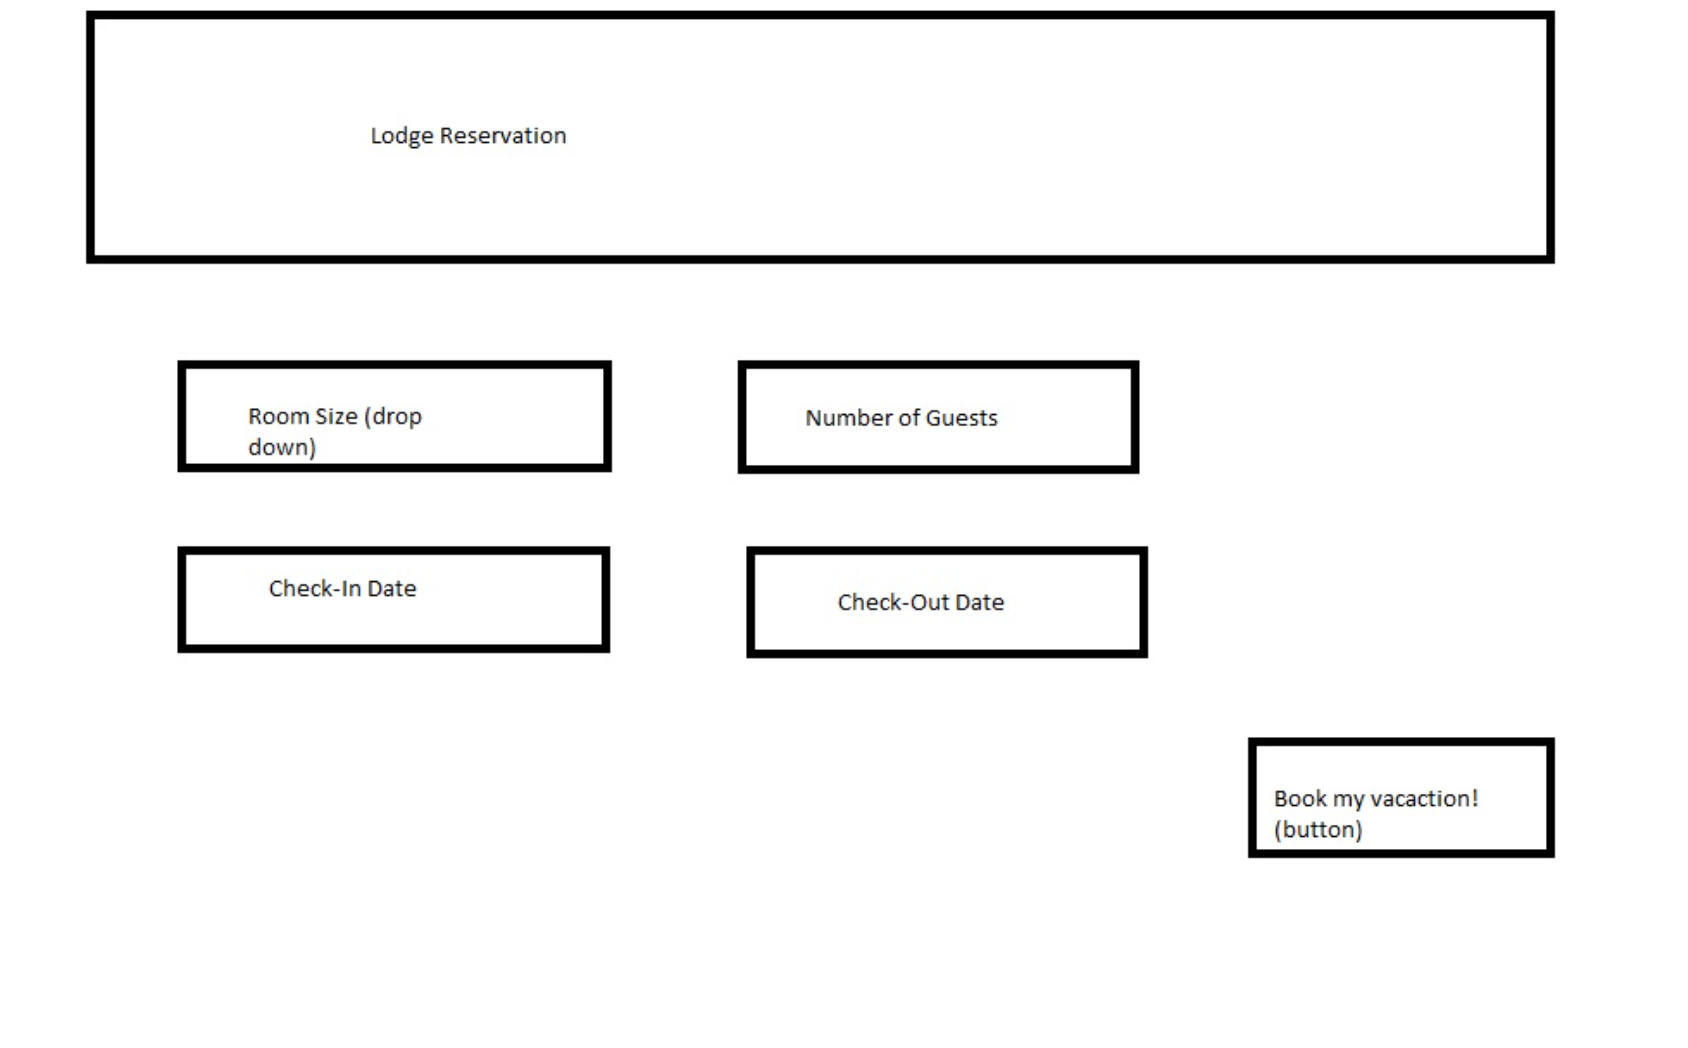 Lodge Reservation
Room Size (drop
down)
Number of Guests
Check-In Date
Check-Out Date
Book my vacaction!
(button)